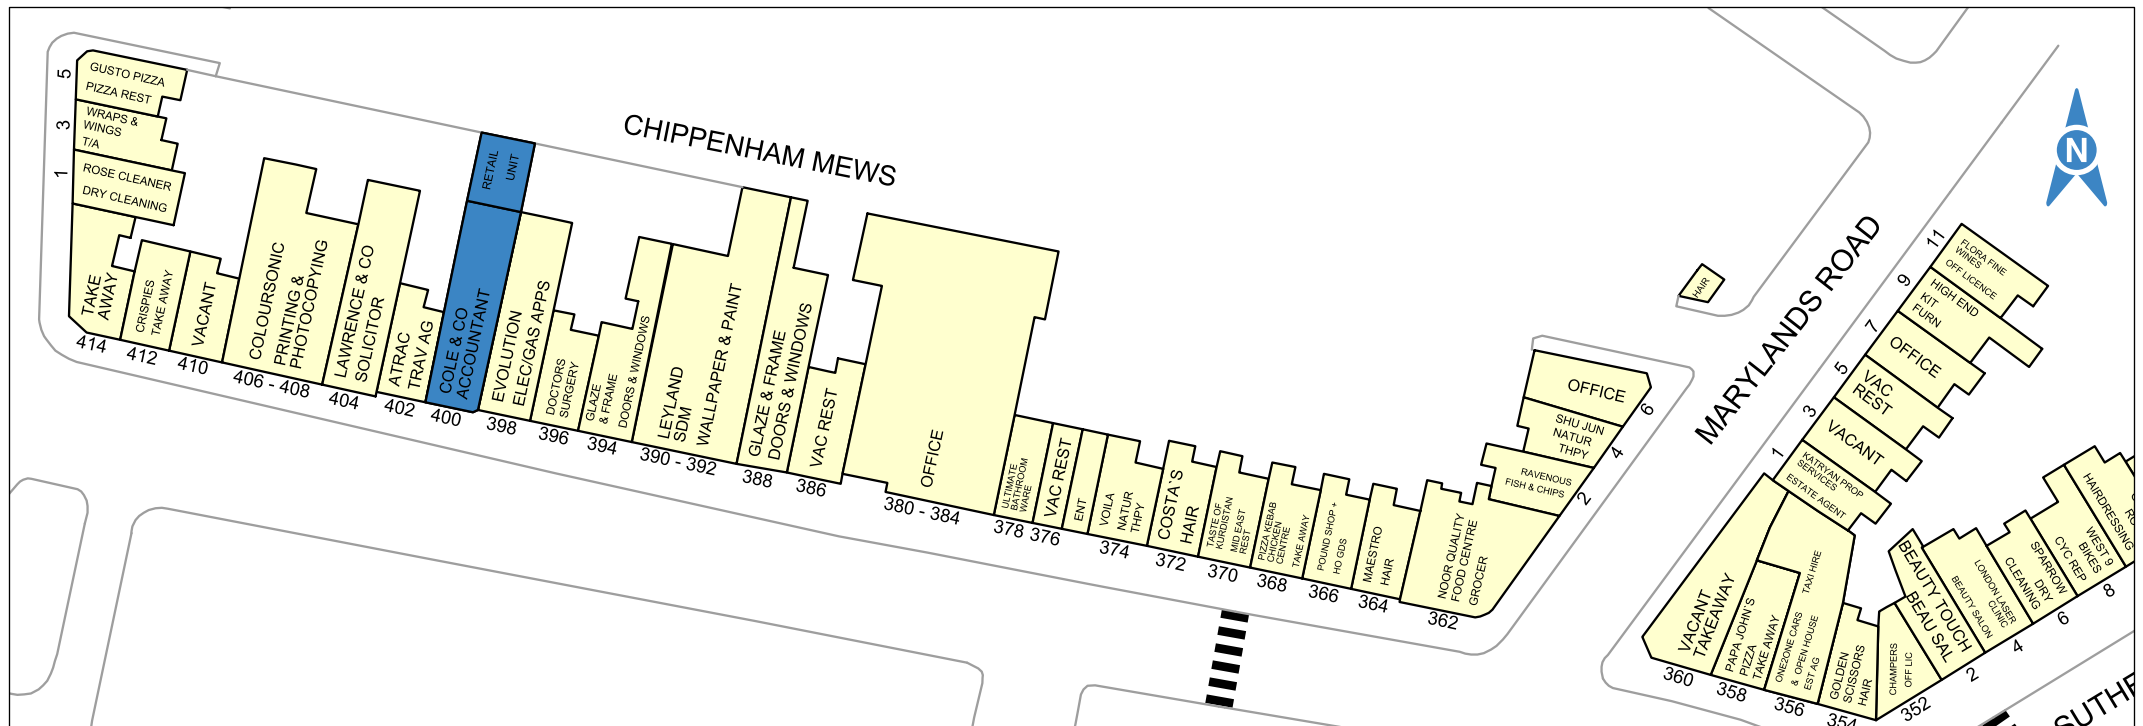 CHIPPENHAM MEWS
MARYLANDS ROAD
N
5
GUSTO PIZZA
PIZZA REST
3
WRAPS &
WINGS
T/A
1
ROSE CLEANER
DRY CLEANING
TAKE
AWAY
414
CRISPIES
TAKE AWAY
412
VACANT
410
COLOURSONIC
PRINTING &
PHOTOCOPYING
406 - 408
LAWRENCE & CO
SOLICITOR
404
ATRAC
TRAV AG
402
RETAIL
UNIT
COLE & CO
ACCOUNTANT
400
EVOLUTION
ELEC/GAS APPS
398
DOCTORS
SURGERY
396
GLAZE
& FRAME
DOORS & WINDOWS
394
LEYLAND
SDM
WALLPAPER & PAINT
390 - 392
GLAZE & FRAME
DOORS & WINDOWS
388
VAC REST
386
OFFICE
380 - 384
ULTIMATE
BATHROOM
WARE
378
VAC REST
376
ENT
VOILA
NATUR
THPY
374
COSTA`S
HAIR
372
TASTE OF
KURDISTAN
MID EAST
REST
370
PIZZA KEBAB
CHICKEN
CENTRE
TAKE AWAY
368
POUND SHOP +
HO GDS
366
MAESTRO
HAIR
364
NOOR QUALITY
FOOD CENTRE
GROCER
362
OFFICE
6
SHU JUN
NATUR
THPY
4
RAVENOUS
FISH & CHIPS
2
HAIR
11
FLORA FINE
WINES
OFF LICENCE
9
HIGH END
KIT
FURN
7
OFFICE
5
VAC
REST
3
VACANT
1
KATRYAN PROP
SERVICES
ESTATE AGENT
VACANT
TAKEAWAY
360
PAPA JOHN`S
PIZZA
TAKE AWAY
358
TAXI HIRE
ONE2ONE CARS
& OPEN HOUSE
EST AG
356
GOLDEN
SCISSORS
HAIR
354
CHAMPERS
OFF LIC
352
BEAUTY TOUCH
BEAU SAL
2
LONDON LASER
CLINIC
BEAUTY SALON
4
SPARROW
DRY
CLEANING
6
WEST 9
BIKES
CYC REP
8
HAIRDRESSING
SUTHE